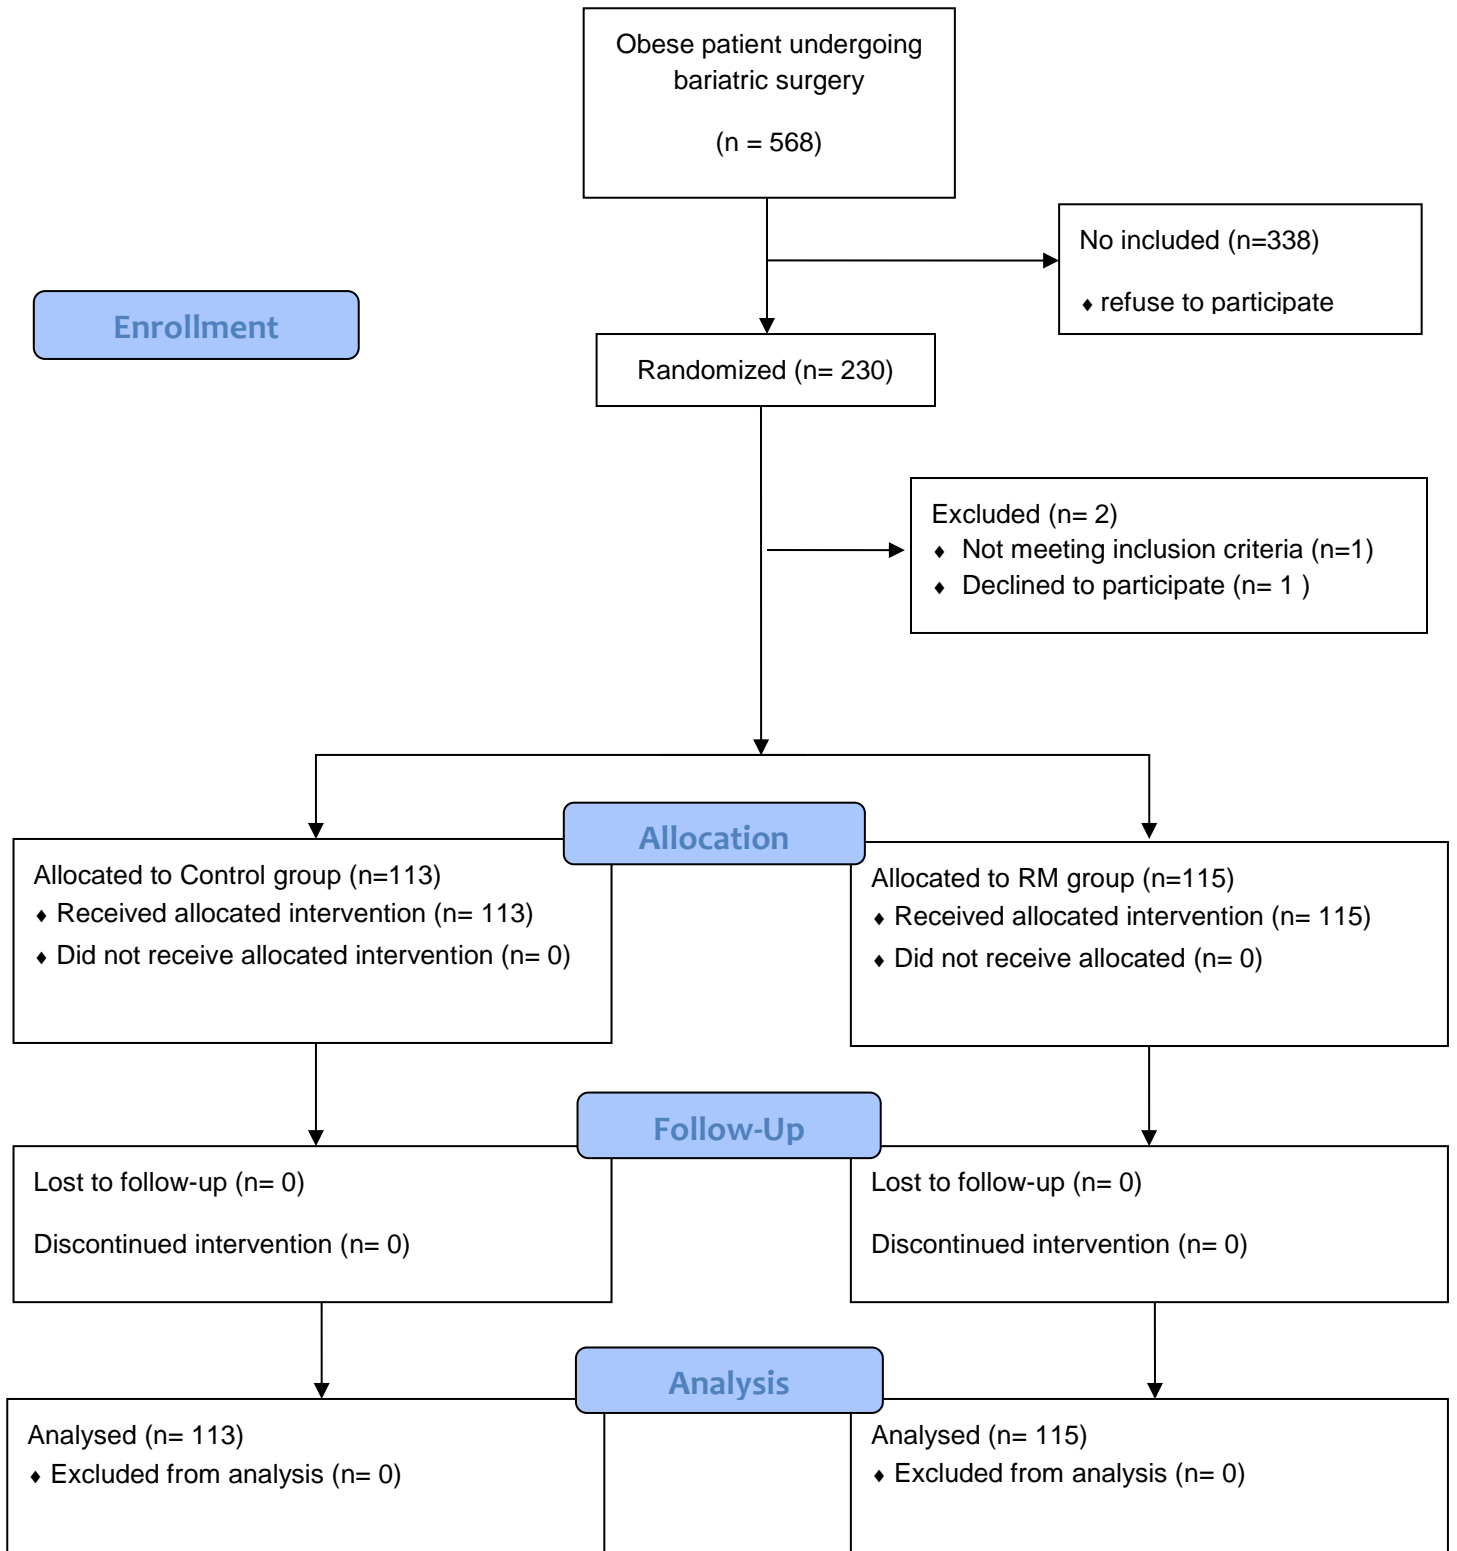 Obese patient undergoing
bariatric surgery
(n = 568)
No included (n=338)
♦ refuse to participate
Enrollment
Randomized (n= 230)
Excluded (n= 2)
♦ Not meeting inclusion criteria (n=1)
♦ Declined to participate (n= 1 )
Allocation
Allocated to Control group (n=113)
♦ Received allocated intervention (n= 113)
♦ Did not receive allocated intervention (n= 0)
Allocated to RM group (n=115)
♦ Received allocated intervention (n= 115)
♦ Did not receive allocated (n= 0)
Follow-Up
Lost to follow-up (n= 0)
Discontinued intervention (n= 0)
Lost to follow-up (n= 0)
Discontinued intervention (n= 0)
Analysis
Analysed (n= 113)
♦ Excluded from analysis (n= 0)
Analysed (n= 115)
♦ Excluded from analysis (n= 0)